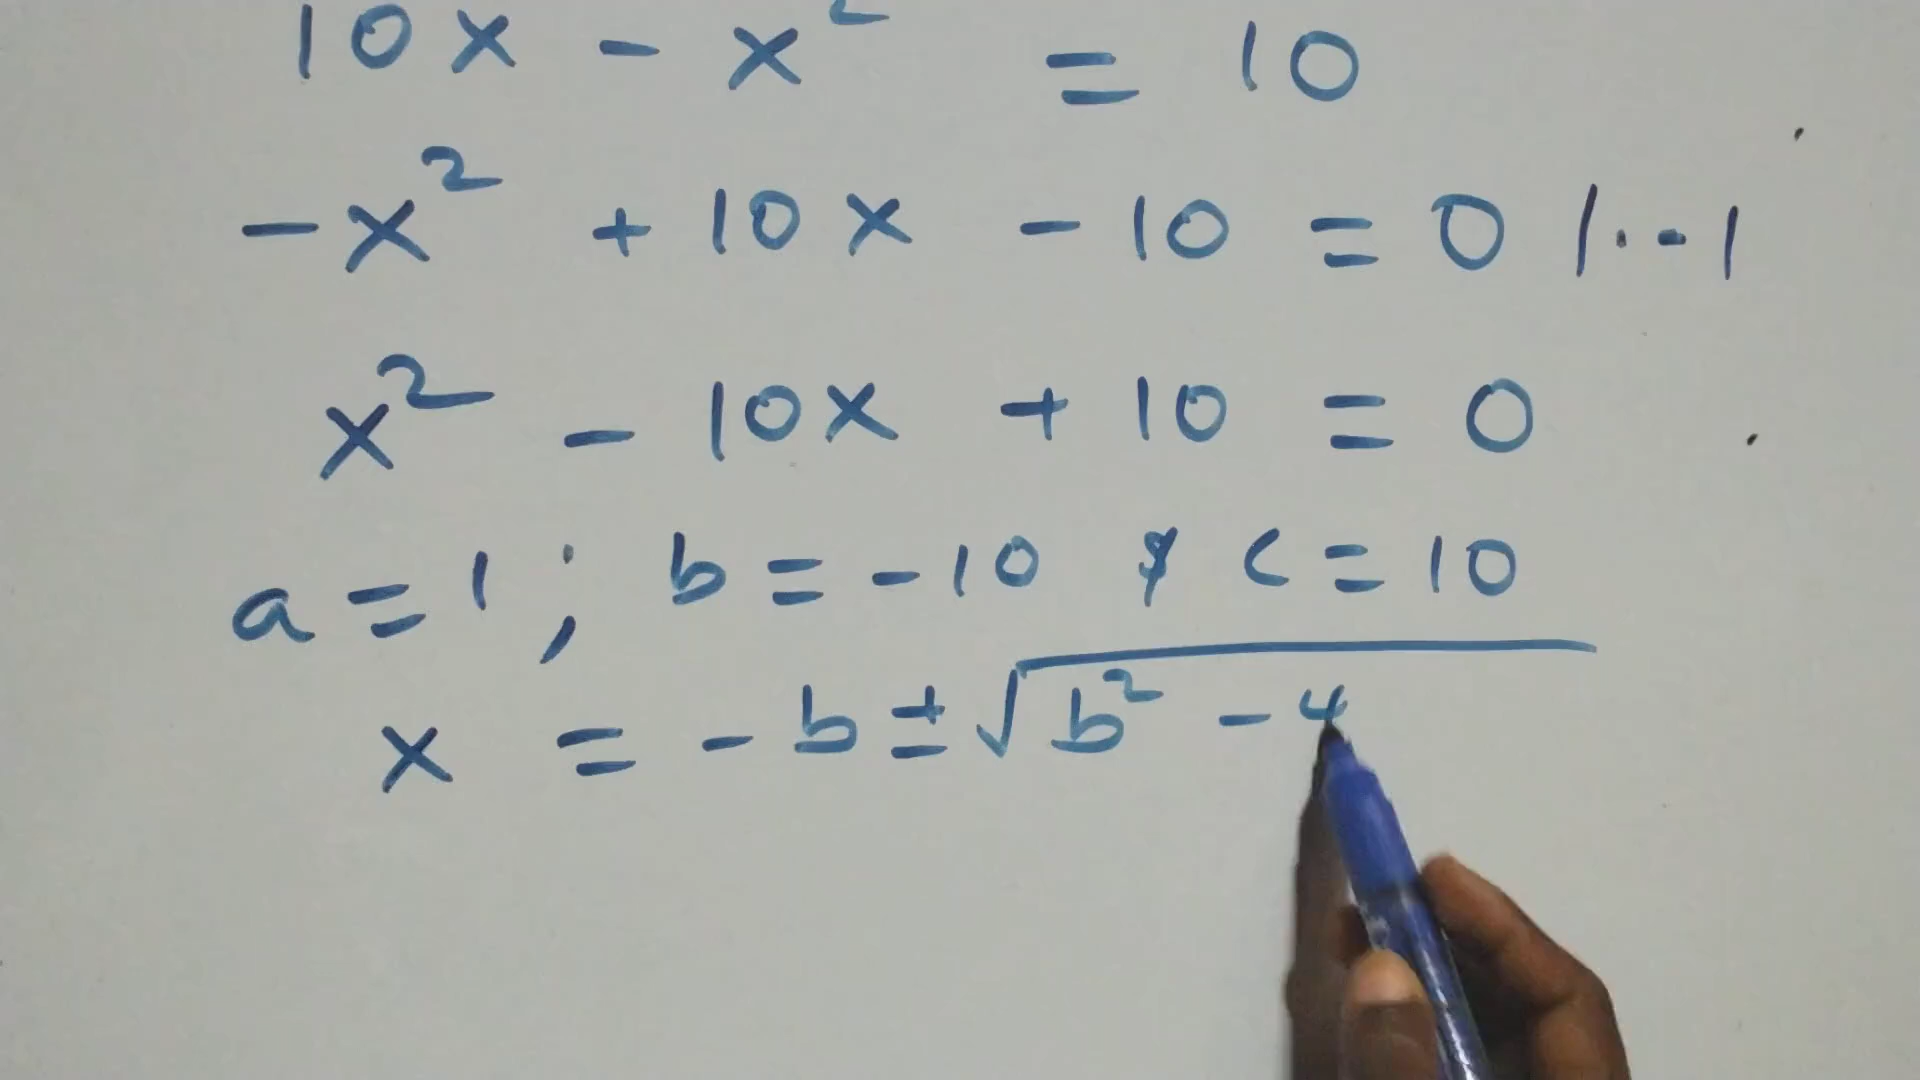 10x - x² = 10
-x² + 10x - 10 = 0 |·-1
x² - 10x + 10 = 0
a = 1 ; b = -10 & c = 10
x = -b ± √b² - 4